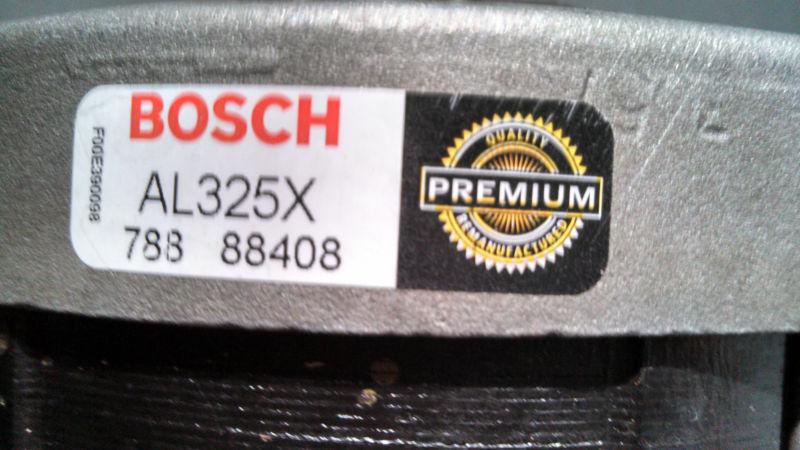 BOSCH
F00E390098
AL325X
788 88408
QUALITY
PREMIUM
REMANUFACTURED